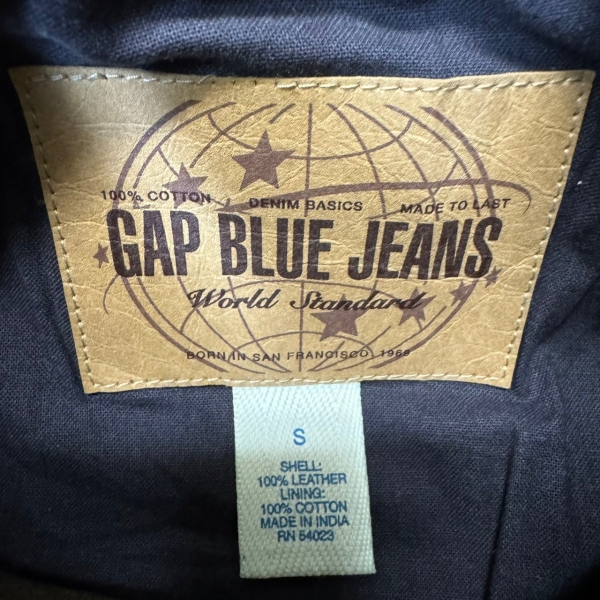 100% COTTON DENIM BASICS MADE TO LAST
GAP BLUE JEANS
World Standard
BORN IN SAN FRANCISCO, 1969
S
SHELL:
100% LEATHER
LINING:
100% COTTON
MADE IN INDIA
RN 54023